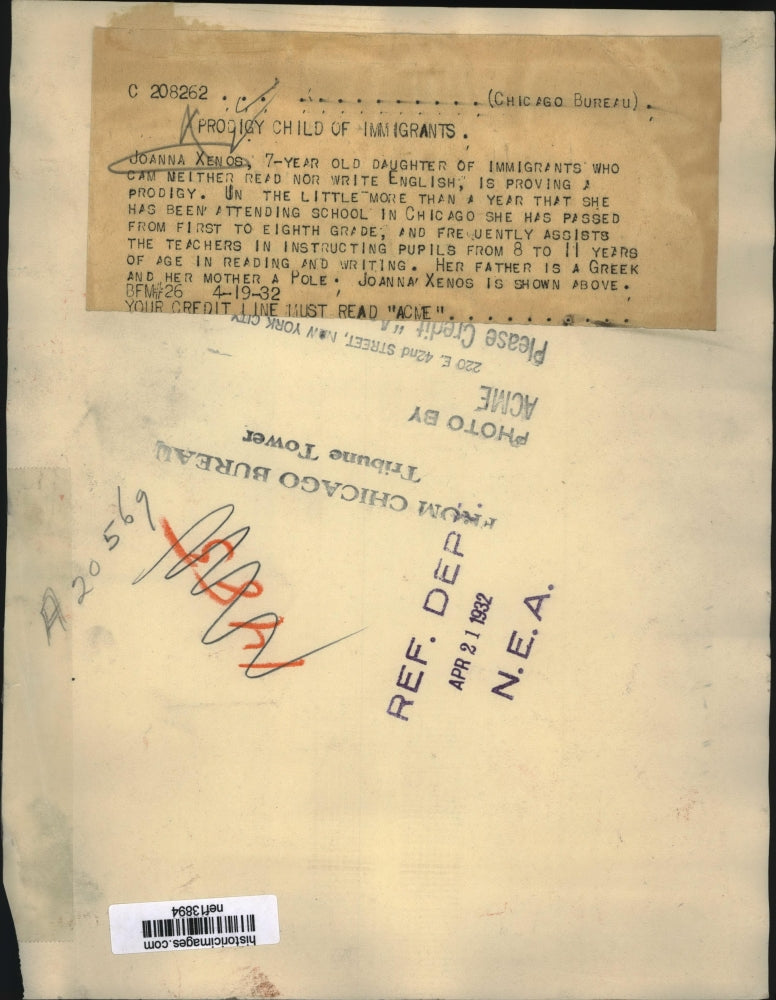 C 208262 . . . . . . . . . . . . . (CHICAGO BUREAU) .
PRODIGY CHILD OF IMMIGRANTS .
JOANNA XENOS, 7-YEAR OLD DAUGHTER OF IMMIGRANTS WHO
CAM NEITHER READ NOR WRITE ENGLISH, IS PROVING A
PRODIGY. UN THE LITTLE MORE THAN A YEAR THAT SHE
HAS BEEN ATTENDING SCHOOL IN CHICAGO SHE HAS PASSED
FROM FIRST TO EIGHTH GRADE, AND FREQUENTLY ASSISTS
THE TEACHERS IN INSTRUCTING PUPILS FROM 8 TO 11 YEARS
OF AGE IN READING AND WRITING. HER FATHER IS A GREEK
AND HER MOTHER A POLE. JOANNA XENOS IS SHOWN ABOVE.
BFM#26 4-19-32
YOUR CREDIT LINE MUST READ "ACME" . . . . . . . . . .
Please Credit "A
220 E. 42nd STREET, NEW YORK CITY
ACME
PHOTO BY
Tribune Tower
FROM CHICAGO BUREAU
A 20569
REF. DEP
APR 21 1932
N.E.A.
nef13894
historicimages.com